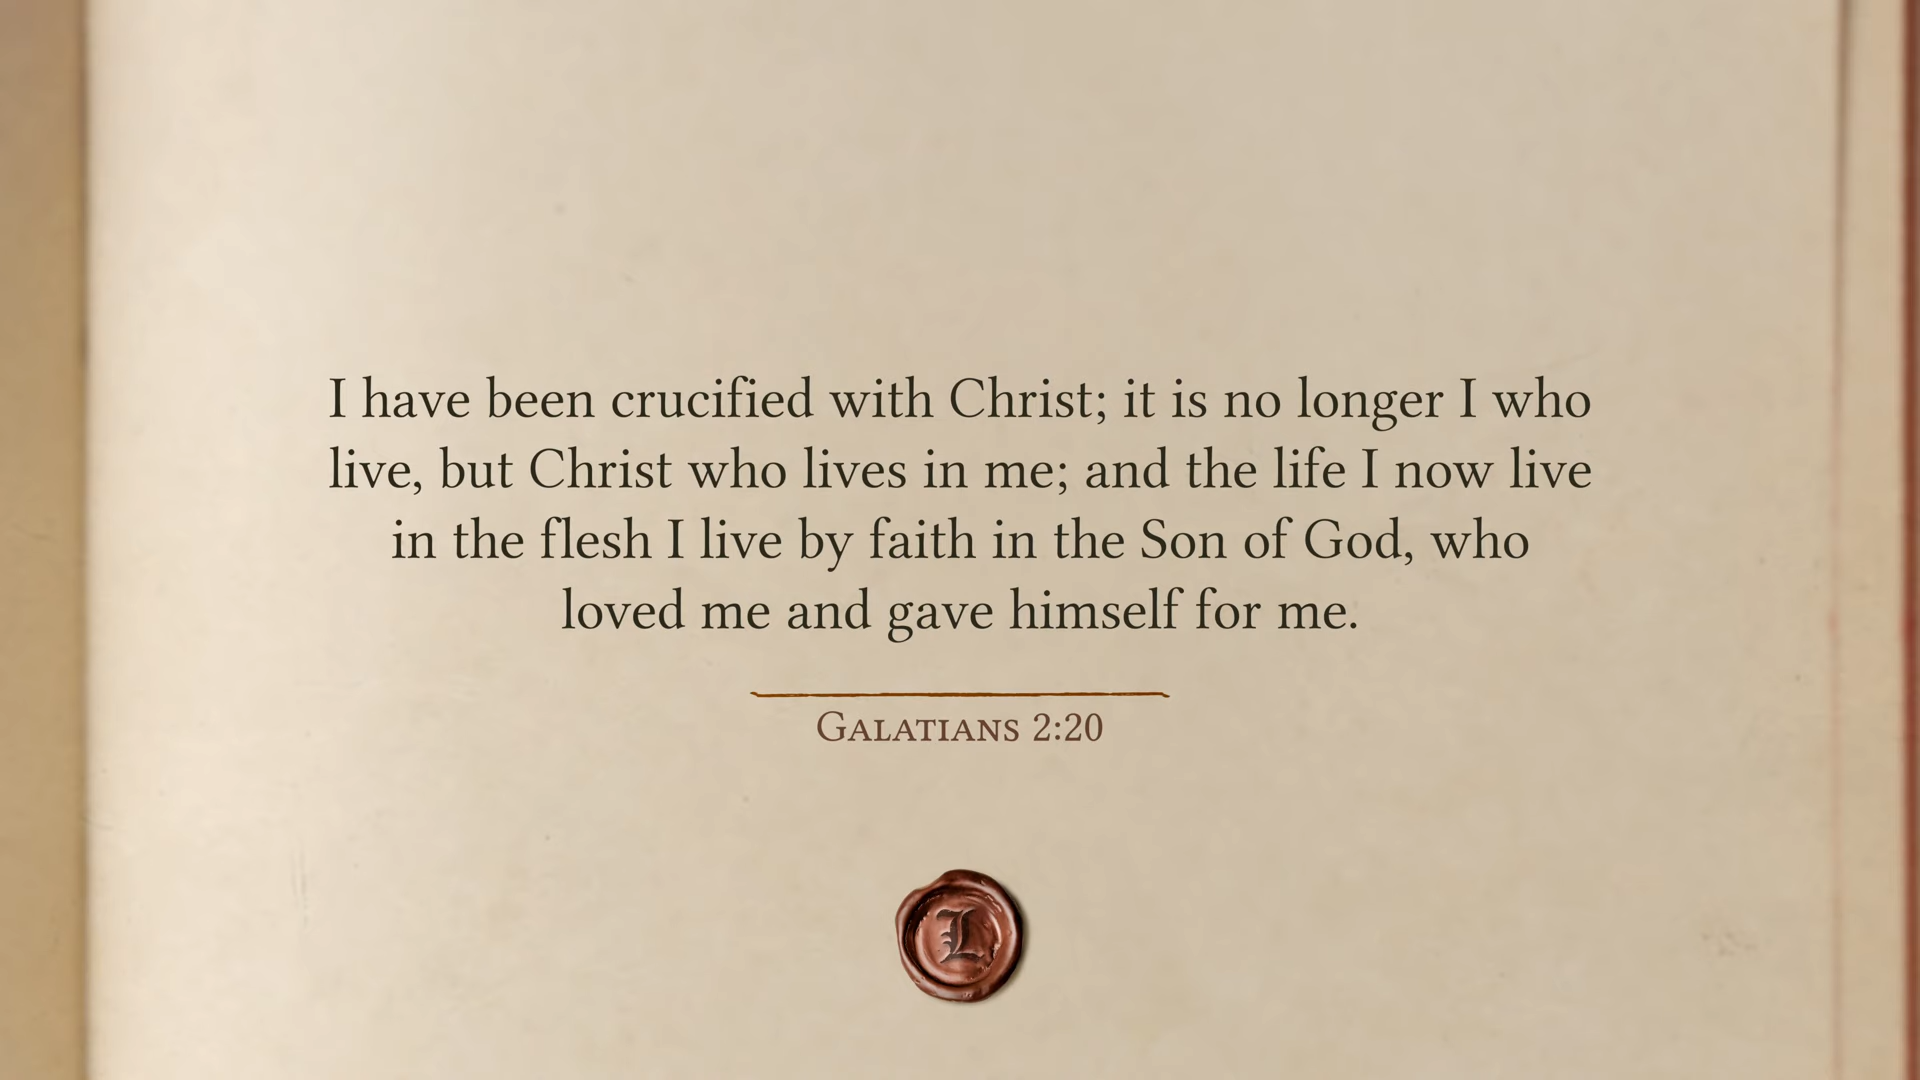 I have been crucified with Christ; it is no longer I who
live, but Christ who lives in me; and the life I now live
in the flesh I live by faith in the Son of God, who
loved me and gave himself for me.
Galatians 2:20
L